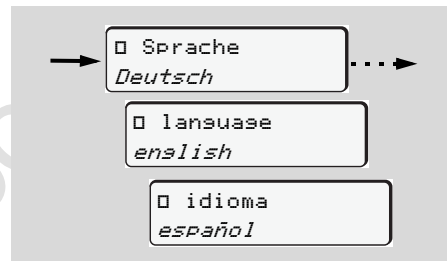 □ Sprache
Deutsch
□ language
english
□ idioma
español